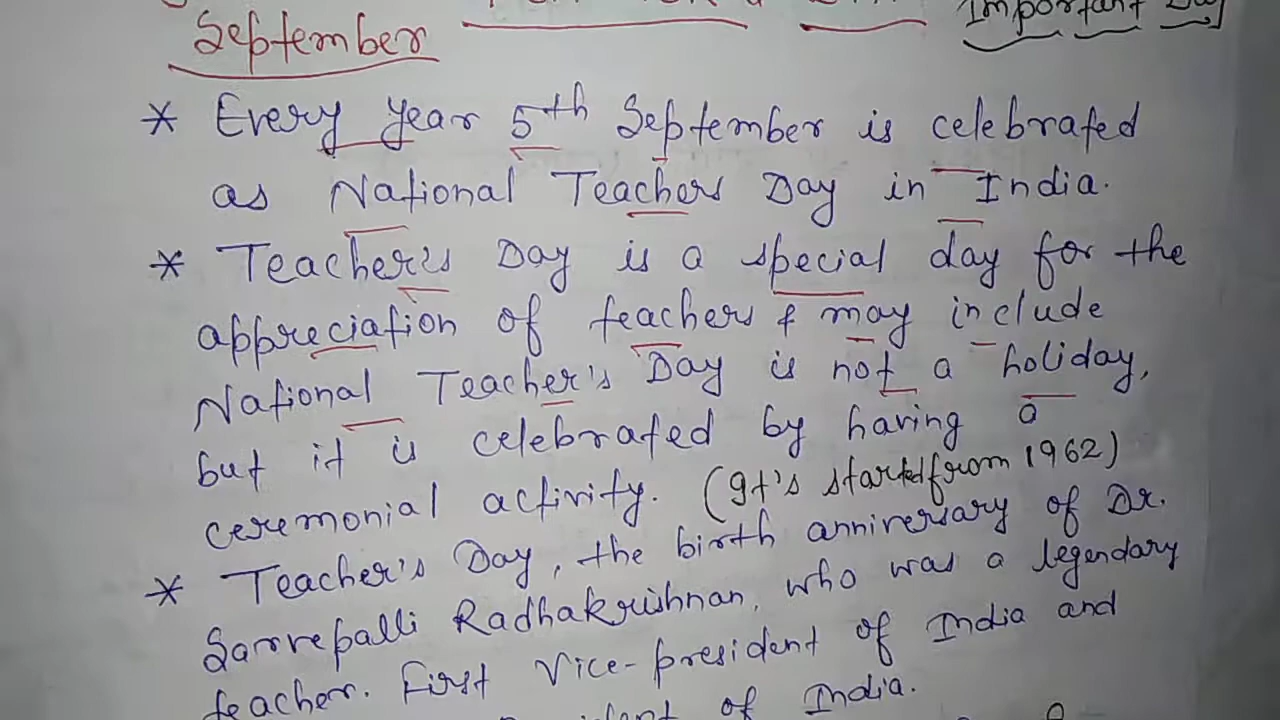 September Important Day
* Every year 5th September is celebrated
as National Teachers Day in India.
* Teacher's Day is a special day for the
appreciation of teachers & may include
National Teacher's Day is not a holiday,
but it is celebrated by having a
ceremonial activity. (It's started from 1962)
* Teacher's Day, the birth anniversary of Dr.
Sarvepalli Radhakrishnan, who was a legendary
teacher. First Vice-president of India and
of India.